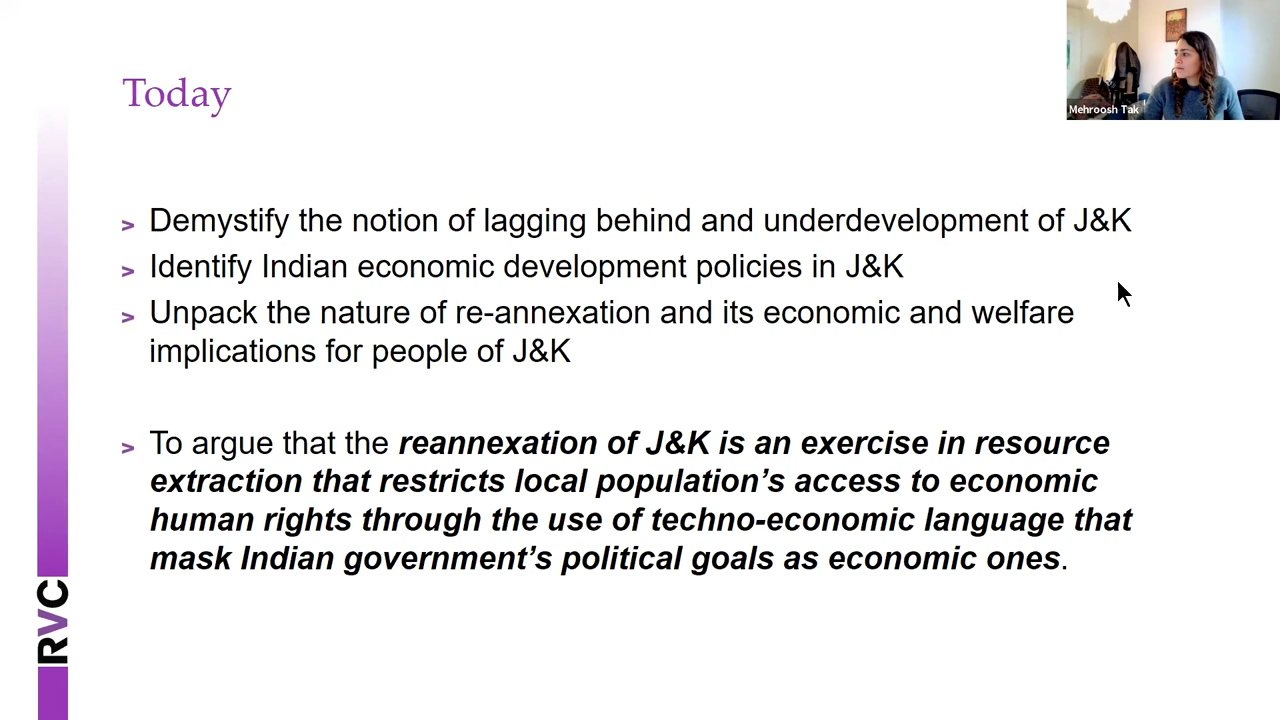 Today
Mehroosh Tak
> Demystify the notion of lagging behind and underdevelopment of J&K
> Identify Indian economic development policies in J&K
> Unpack the nature of re-annexation and its economic and welfare
implications for people of J&K
> To argue that the reannexation of J&K is an exercise in resource
extraction that restricts local population’s access to economic
human rights through the use of techno-economic language that
mask Indian government’s political goals as economic ones.
RVC